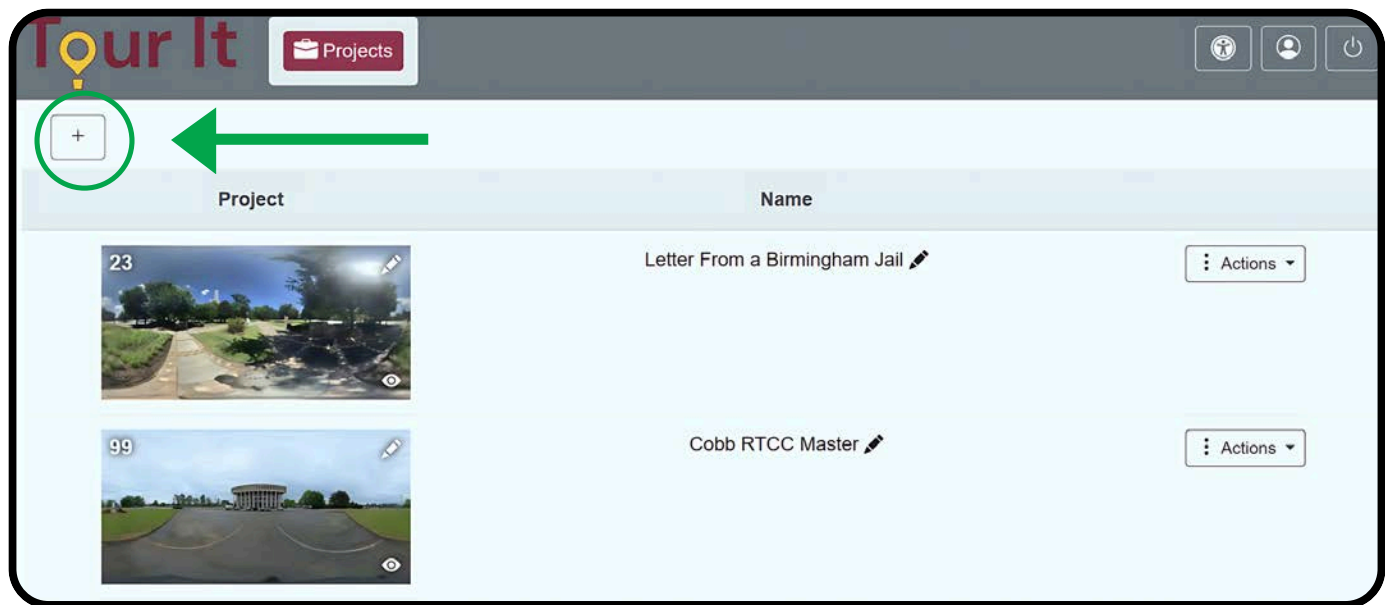 Tour It
Projects
+
Project Name
23
Letter From a Birmingham Jail
Actions
99
Cobb RTCC Master
Actions